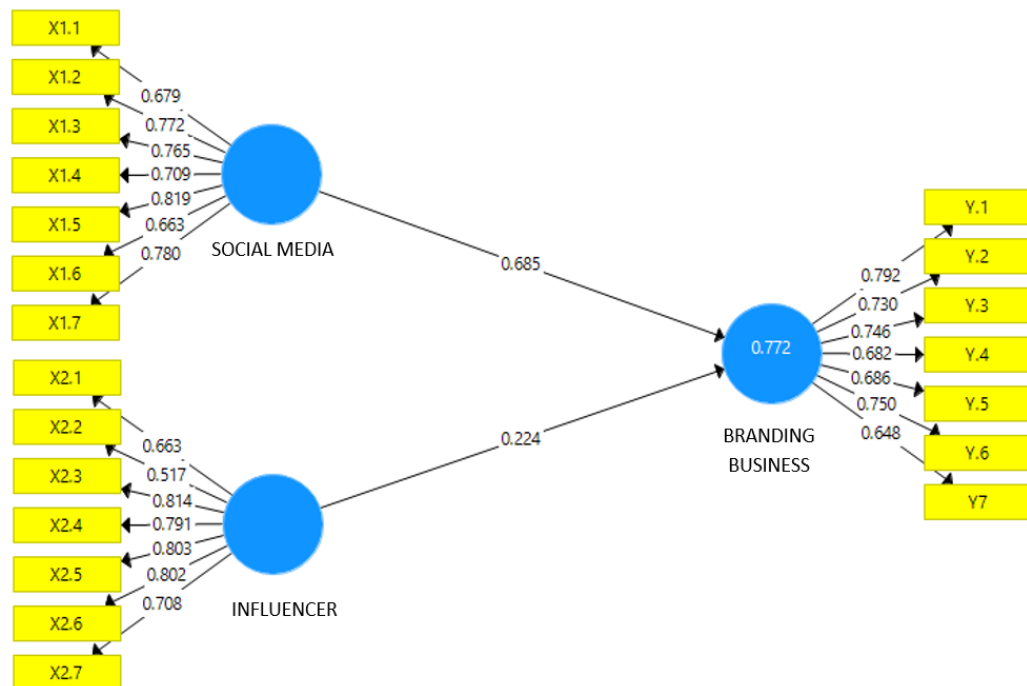 X1.1
X1.2
X1.3
X1.4
X1.5
X1.6
X1.7
0.679
0.772
0.765
0.709
0.819
0.663
0.780
SOCIAL MEDIA
0.685
X2.1
X2.2
X2.3
X2.4
X2.5
X2.6
X2.7
0.663
0.517
0.814
0.791
0.803
0.802
0.708
INFLUENCER
0.224
0.772
BRANDING
BUSINESS
0.792
0.730
0.746
0.682
0.686
0.750
0.648
Y.1
Y.2
Y.3
Y.4
Y.5
Y.6
Y7